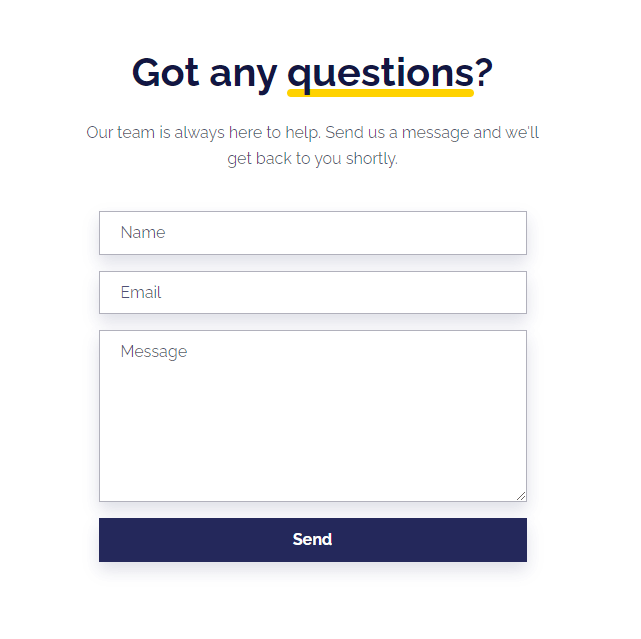 Got any questions?
Our team is always here to help. Send us a message and we'll
get back to you shortly.
Name
Email
Message
Send